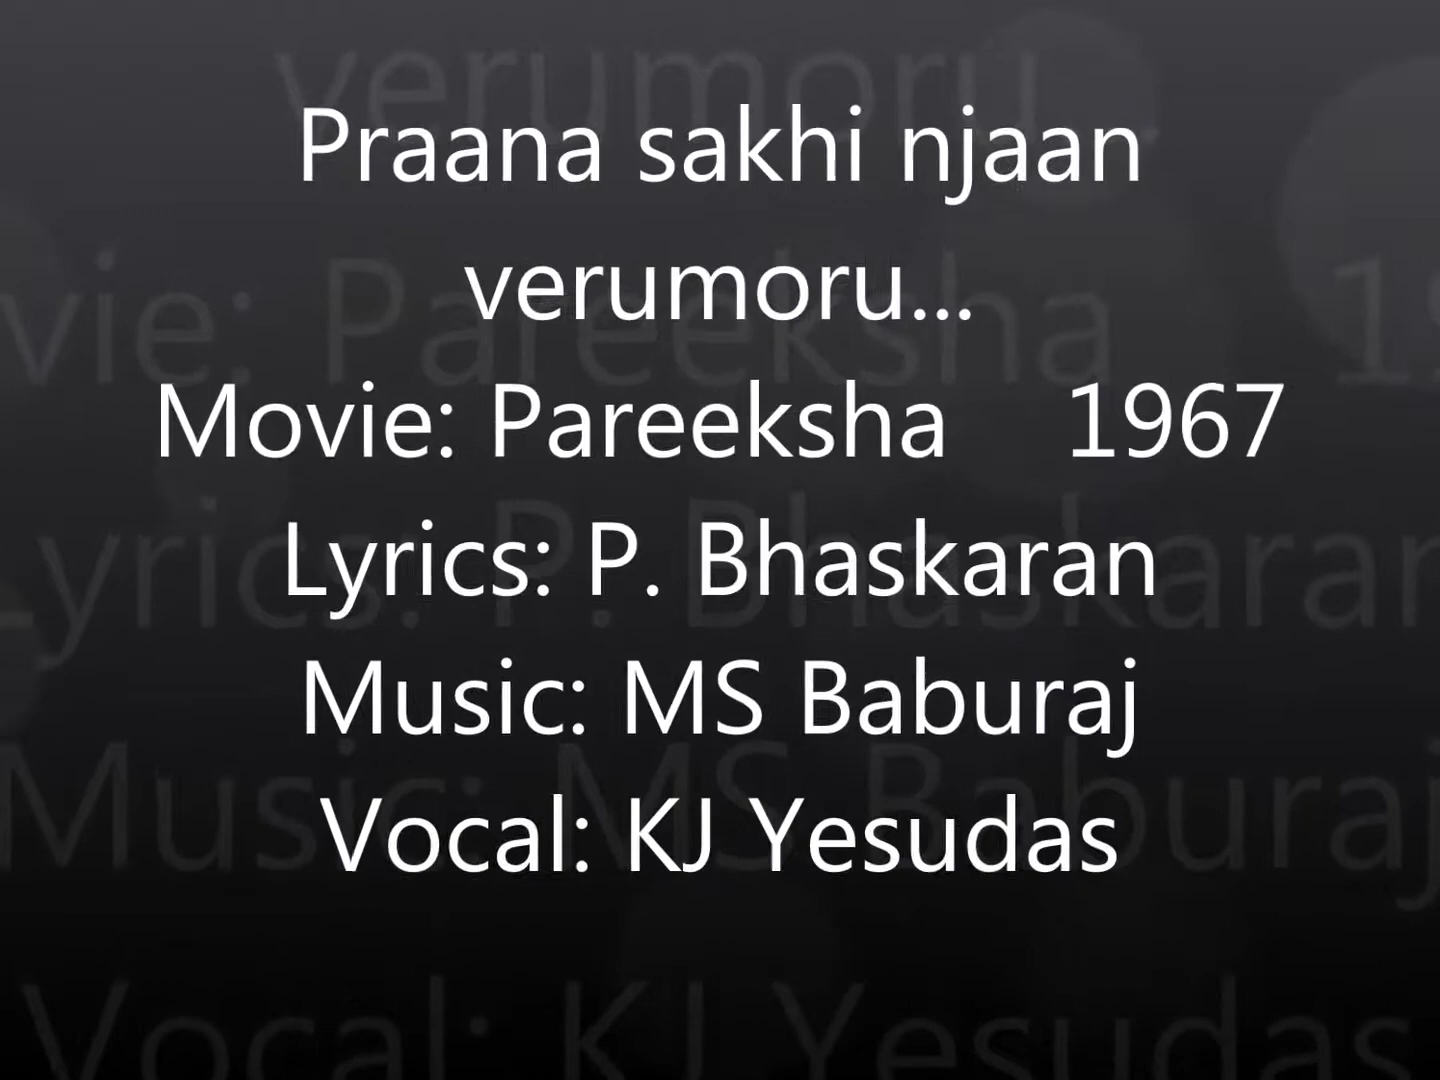 Praana sakhi njaan
verumoru...
Movie: Pareeksha 1967
Lyrics: P. Bhaskaran
Music: MS Baburaj
Vocal: KJ Yesudas